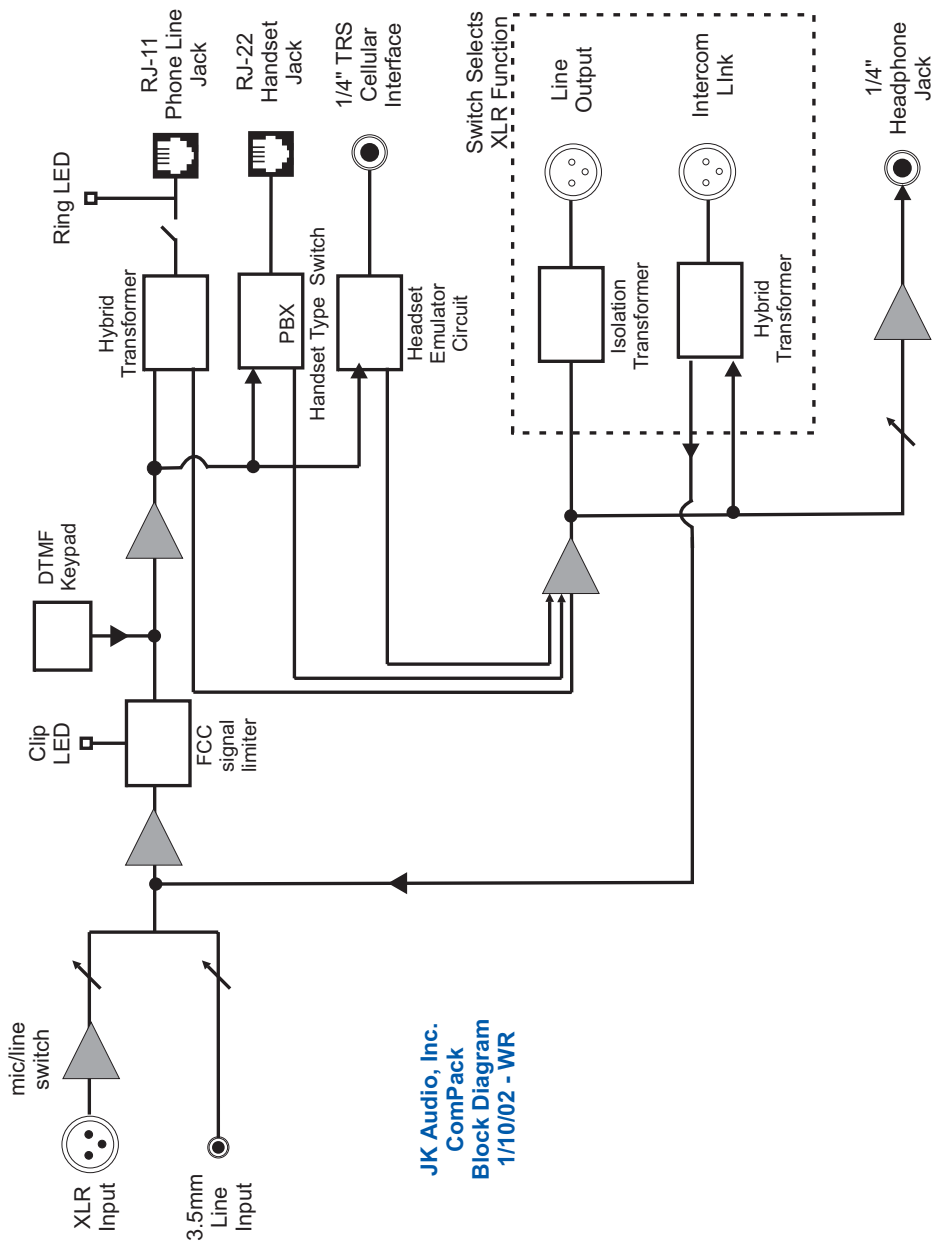 XLR
Input
3.5mm
Line
Input
mic/line
switch
Clip
LED
FCC
signal
limiter
DTMF
Keypad
Ring LED
Hybrid
Transformer
RJ-11
Phone Line
Jack
PBX
Handset Type Switch
RJ-22
Handset
Jack
Headset
Emulator
Circuit
1/4" TRS
Cellular
Interface
Switch Selects
XLR Function
Isolation
Transformer
Line
Output
Hybrid
Transformer
Intercom
LInk
1/4"
Headphone
Jack
JK Audio, Inc.
ComPack
Block Diagram
1/10/02 - WR